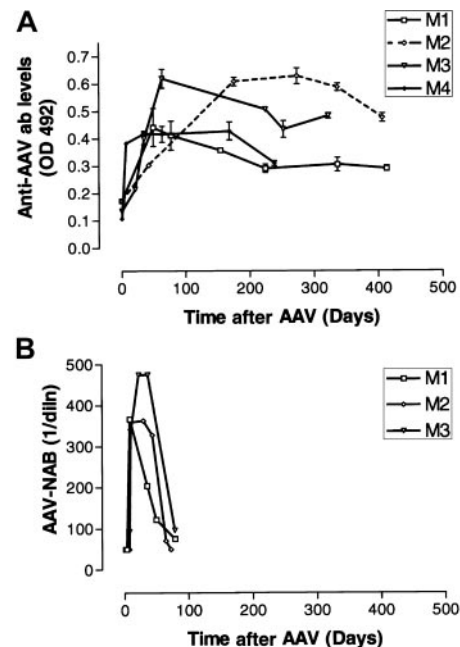 A
M1
M2
M3
M4
Anti-AAV ab levels
(OD 492)
0.7
0.6
0.5
0.4
0.3
0.2
0.1
0.0
0 100 200 300 400 500
Time after AAV (Days)
B
M1
M2
M3
AAV-NAB (1/diln)
500
400
300
200
100
0
0 100 200 300 400 500
Time after AAV (Days)